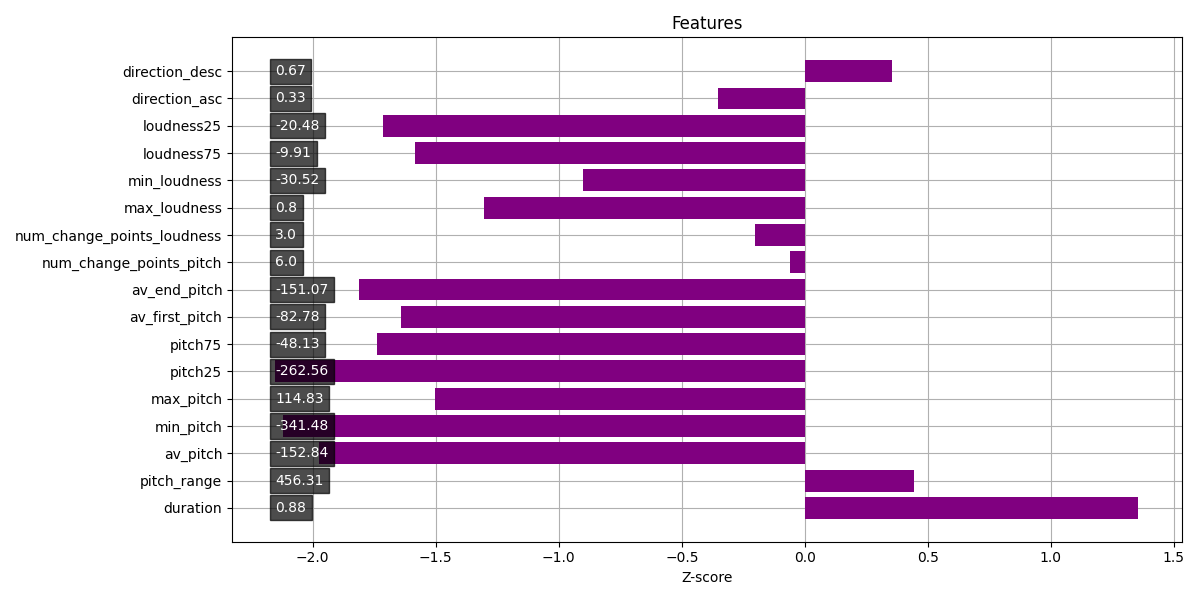 Features
direction_desc 0.67
direction_asc 0.33
loudness25 -20.48
loudness75 -9.91
min_loudness -30.52
max_loudness 0.8
num_change_points_loudness 3.0
num_change_points_pitch 6.0
av_end_pitch -151.07
av_first_pitch -82.78
pitch75 -48.13
pitch25 -262.56
max_pitch 114.83
min_pitch -341.48
av_pitch -152.84
pitch_range 456.31
duration 0.88
−2.0 −1.5 −1.0 −0.5 0.0 0.5 1.0 1.5
Z-score